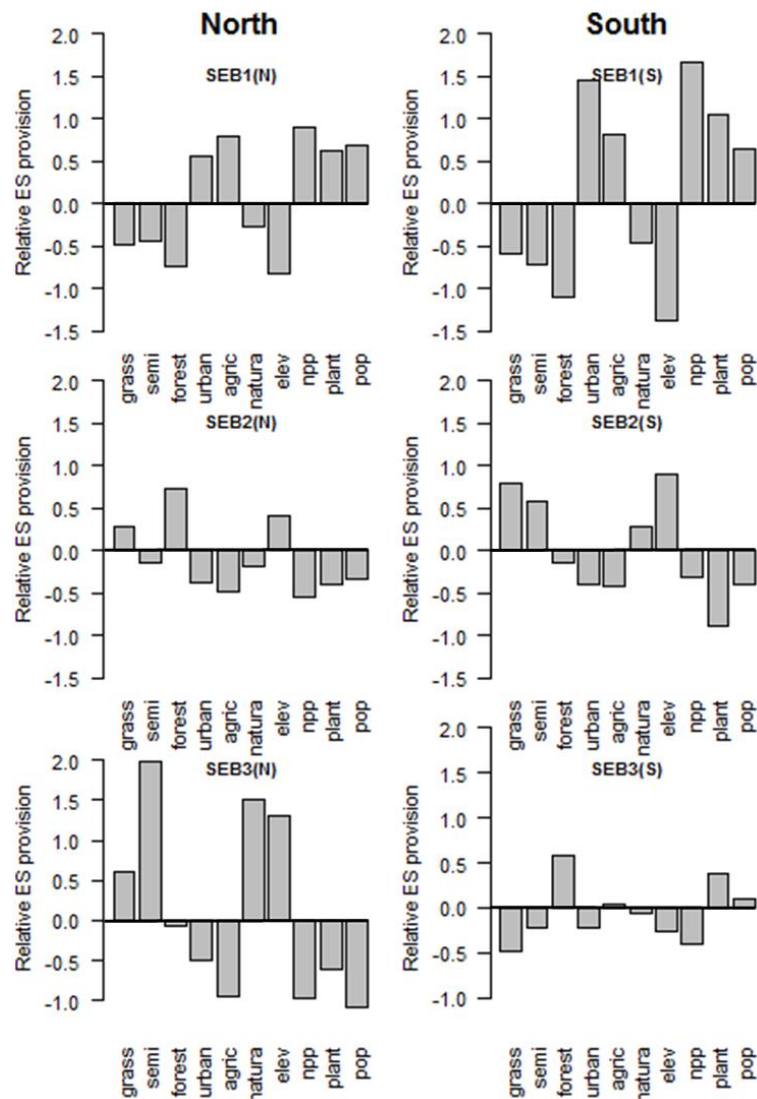 North South
SEB1(N) SEB1(S)
Relative ES provision
2.0
1.5
1.0
0.5
0.0
-0.5
-1.0
-1.5
grass semi forest urban agric natura elev npp plant pop
Relative ES provision
2.0
1.5
1.0
0.5
0.0
-0.5
-1.0
-1.5
grass semi forest urban agric natura elev npp plant pop
SEB2(N) SEB2(S)
Relative ES provision
2.0
1.5
1.0
0.5
0.0
-0.5
-1.0
-1.5
grass semi forest urban agric natura elev npp plant pop
Relative ES provision
2.0
1.5
1.0
0.5
0.0
-0.5
-1.0
-1.5
grass semi forest urban agric natura elev npp plant pop
SEB3(N) SEB3(S)
Relative ES provision
2.0
1.5
1.0
0.5
0.0
-0.5
-1.0
grass semi forest urban agric natura elev npp plant pop
Relative ES provision
2.0
1.5
1.0
0.5
0.0
-0.5
-1.0
grass semi forest urban agric natura elev npp plant pop